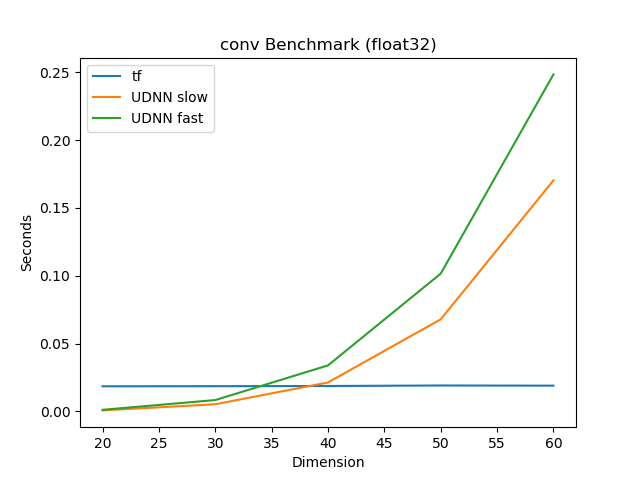 conv Benchmark (float32)
tf
UDNN slow
UDNN fast
0.25
0.20
0.15
0.10
0.05
0.00
Seconds
20 25 30 35 40 45 50 55 60
Dimension